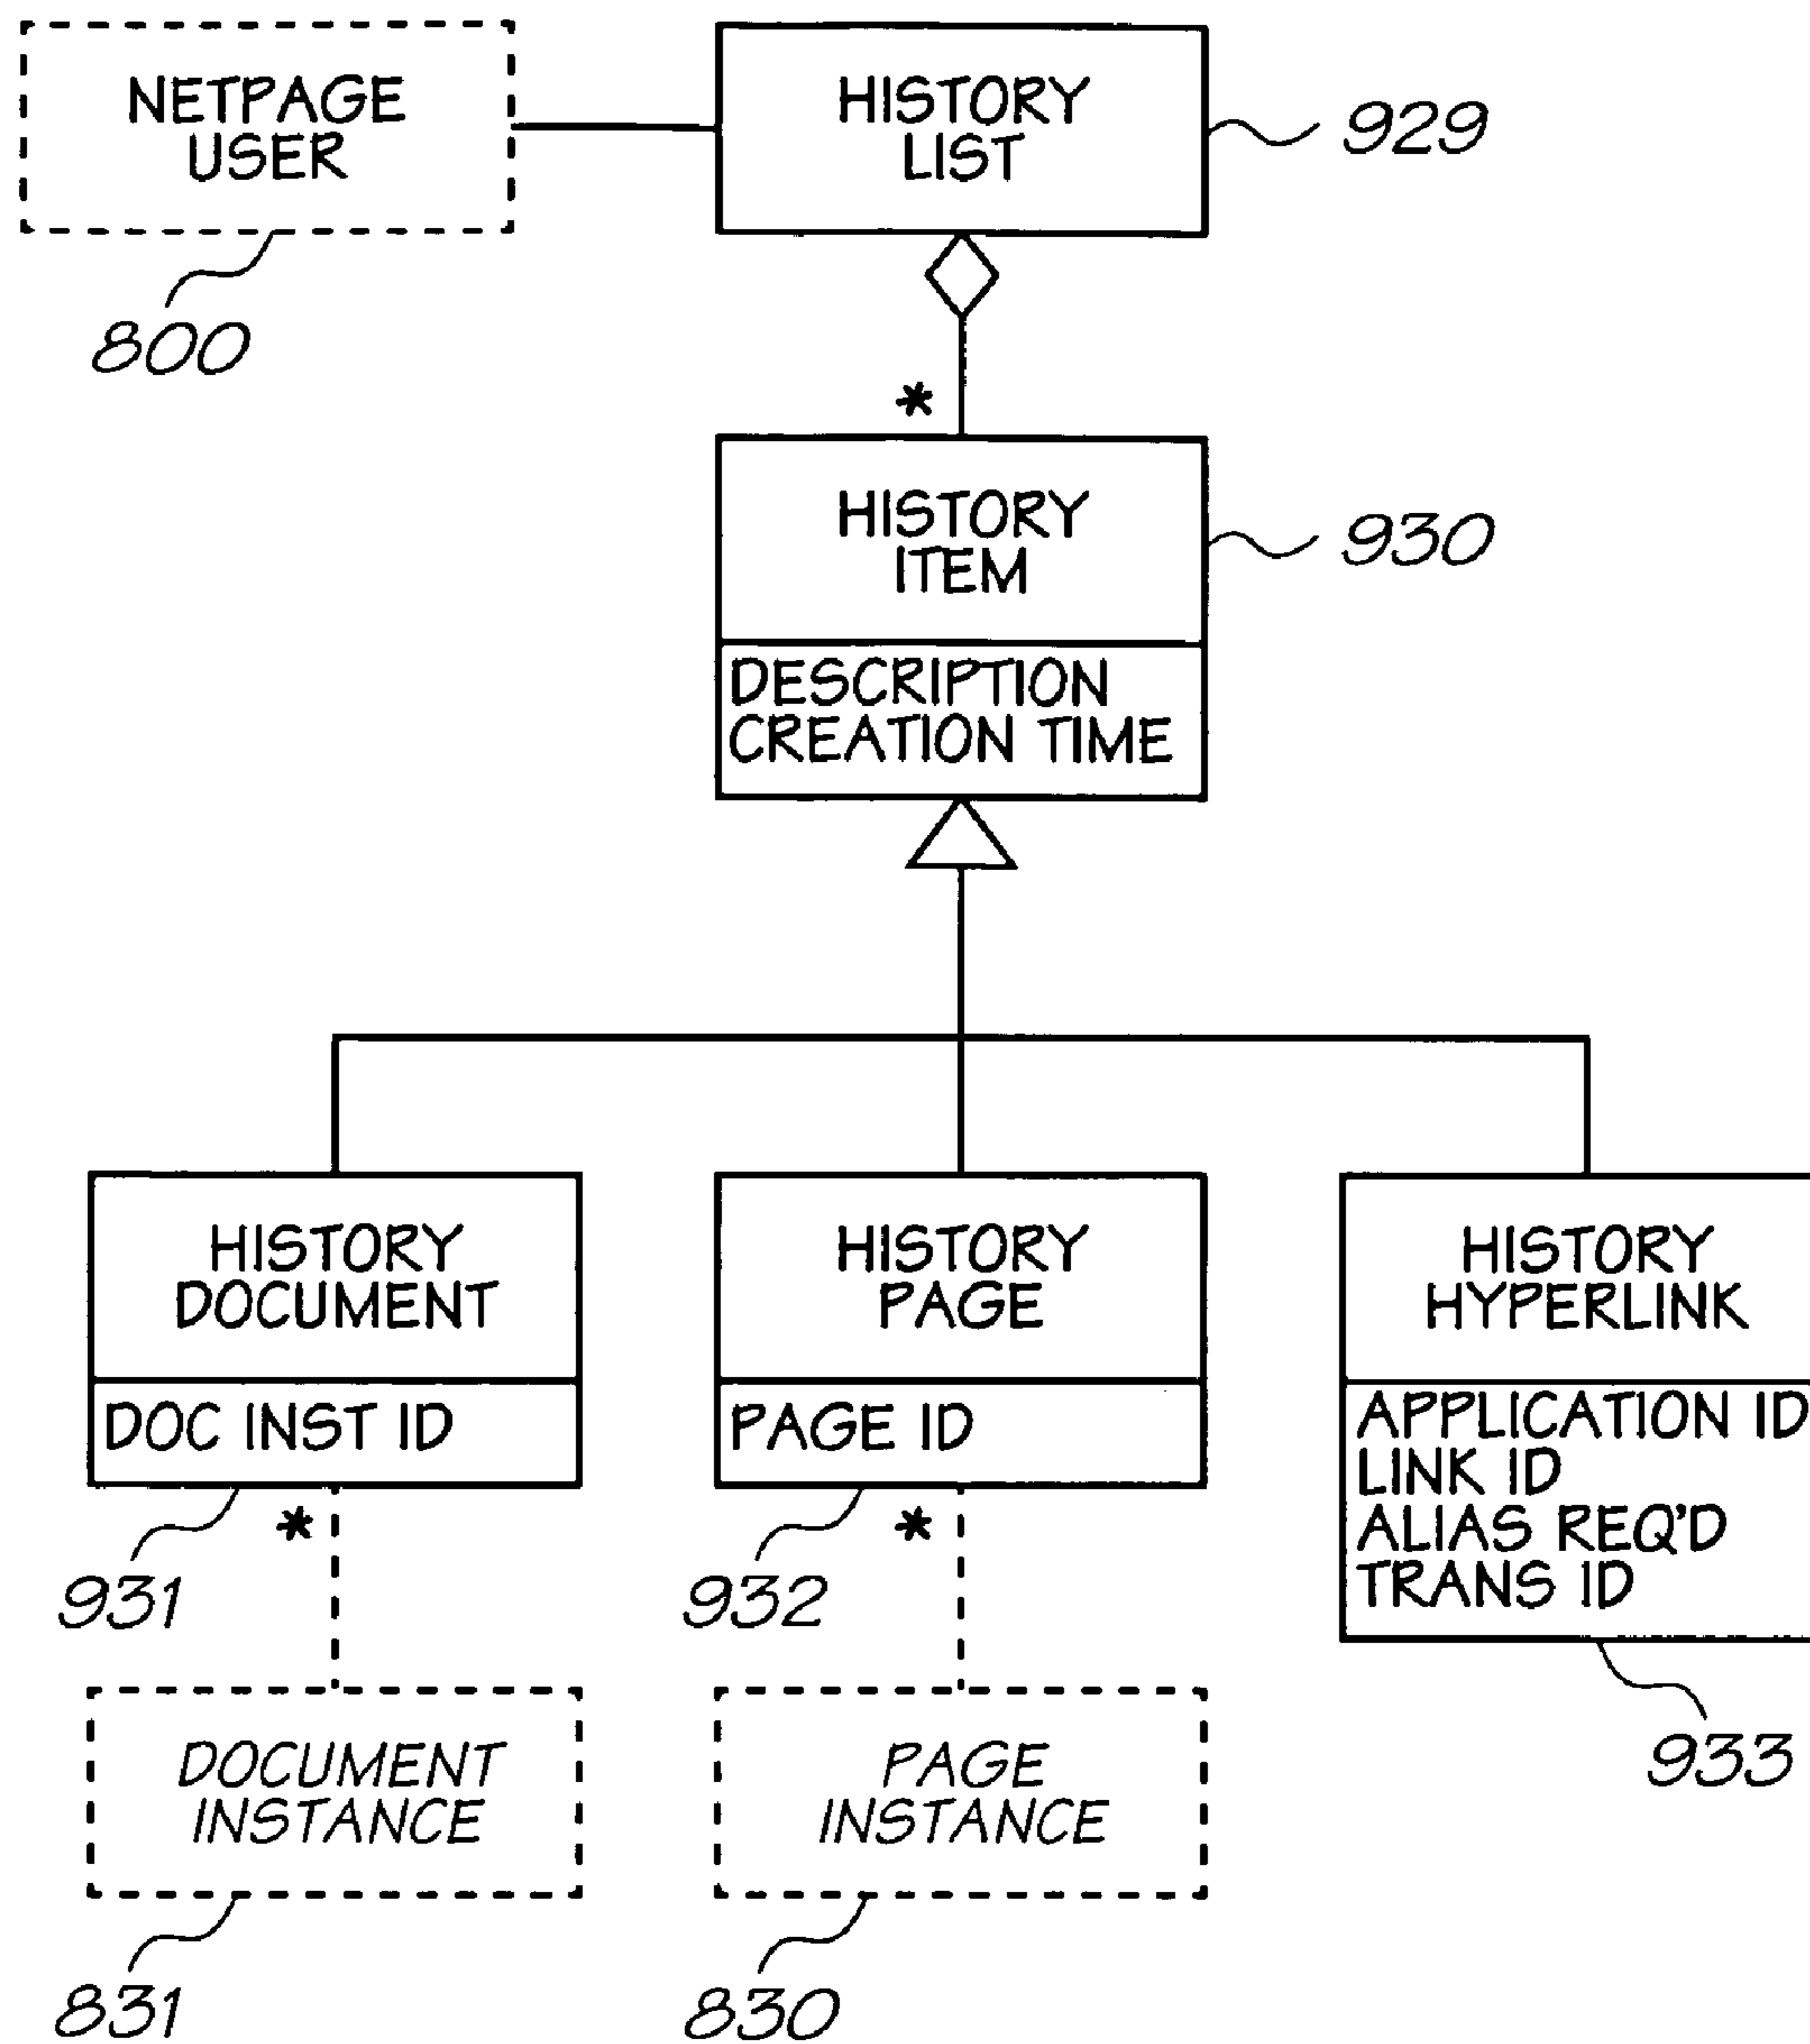 NETPAGE
USER
HISTORY
LIST
929
800
*
HISTORY
ITEM
930
DESCRIPTION
CREATION TIME
HISTORY
DOCUMENT
HISTORY
PAGE
HISTORY
HYPERLINK
DOC INST ID
PAGE ID
APPLICATION ID
LINK ID
ALIAS REQ'D
TRANS ID
*
*
931
932
933
DOCUMENT
INSTANCE
PAGE
INSTANCE
831
830